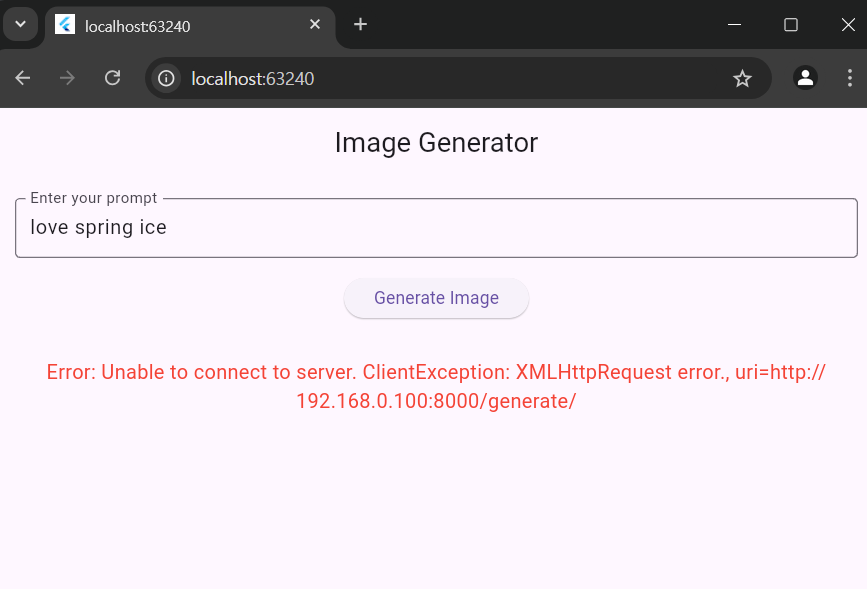 localhost:63240
localhost:63240
Image Generator
Enter your prompt
love spring ice
Generate Image
Error: Unable to connect to server. ClientException: XMLHttpRequest error., uri=http://
192.168.0.100:8000/generate/